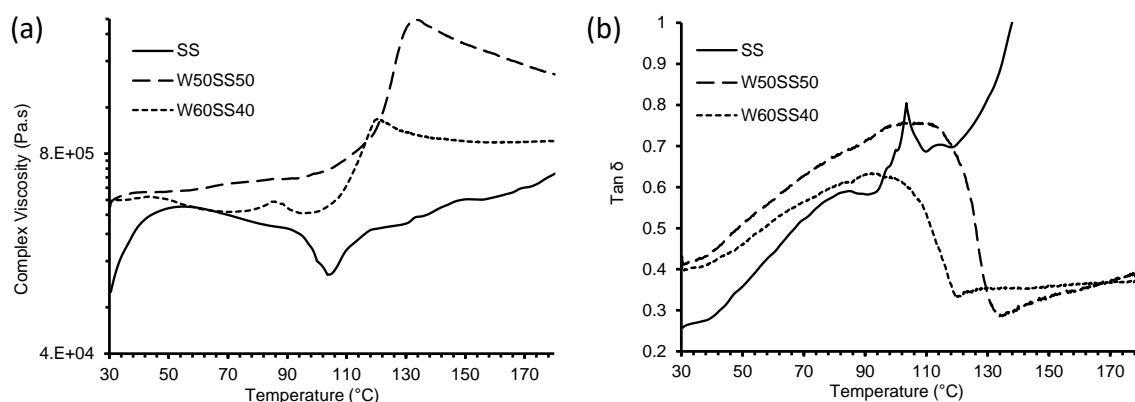 (a)
SS
W50SS50
W60SS40
Complex Viscosity (Pa.s)
8.E+05
4.E+04
30 50 70 90 110 130 150 170
Temperature (°C)
(b)
SS
W50SS50
W60SS40
Tan δ
1
0.9
0.8
0.7
0.6
0.5
0.4
0.3
0.2
30 50 70 90 110 130 150 170
Temperature (°C)